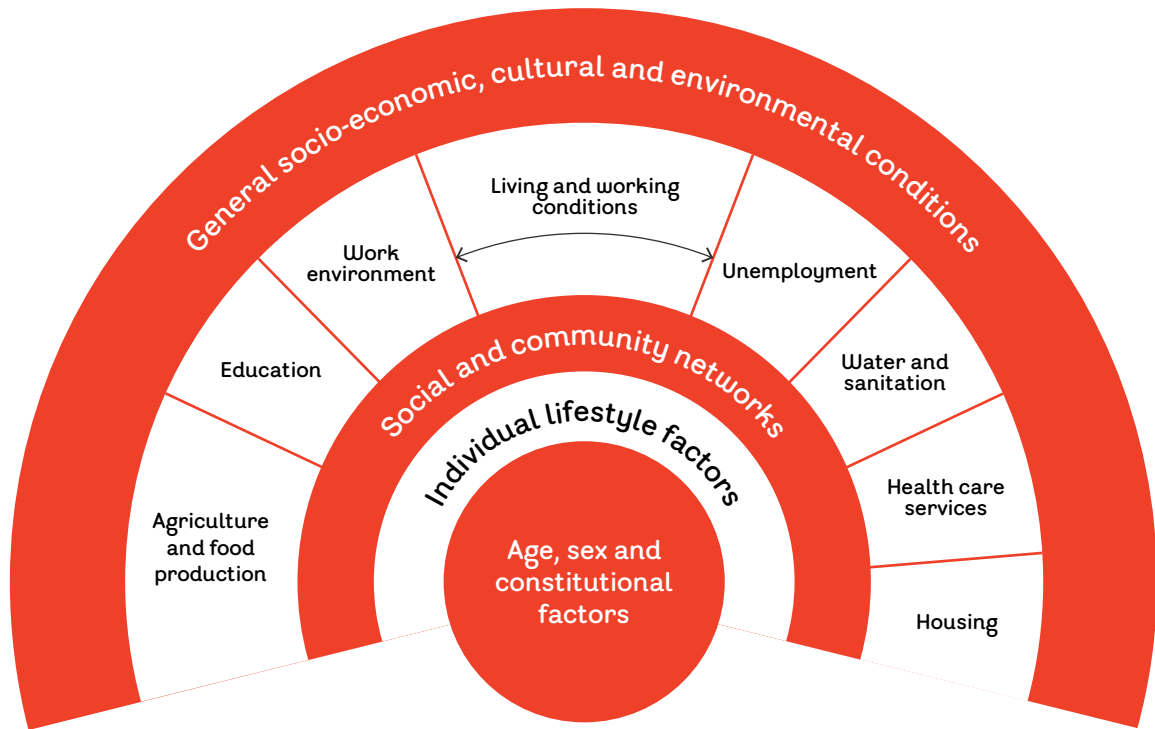 General socio-economic, cultural and environmental conditions
Living and working
conditions
Work
environment
Unemployment
Education
Water and
sanitation
Agriculture
and food
production
Health care
services
Housing
Social and community networks
Individual lifestyle factors
Age, sex and
constitutional
factors